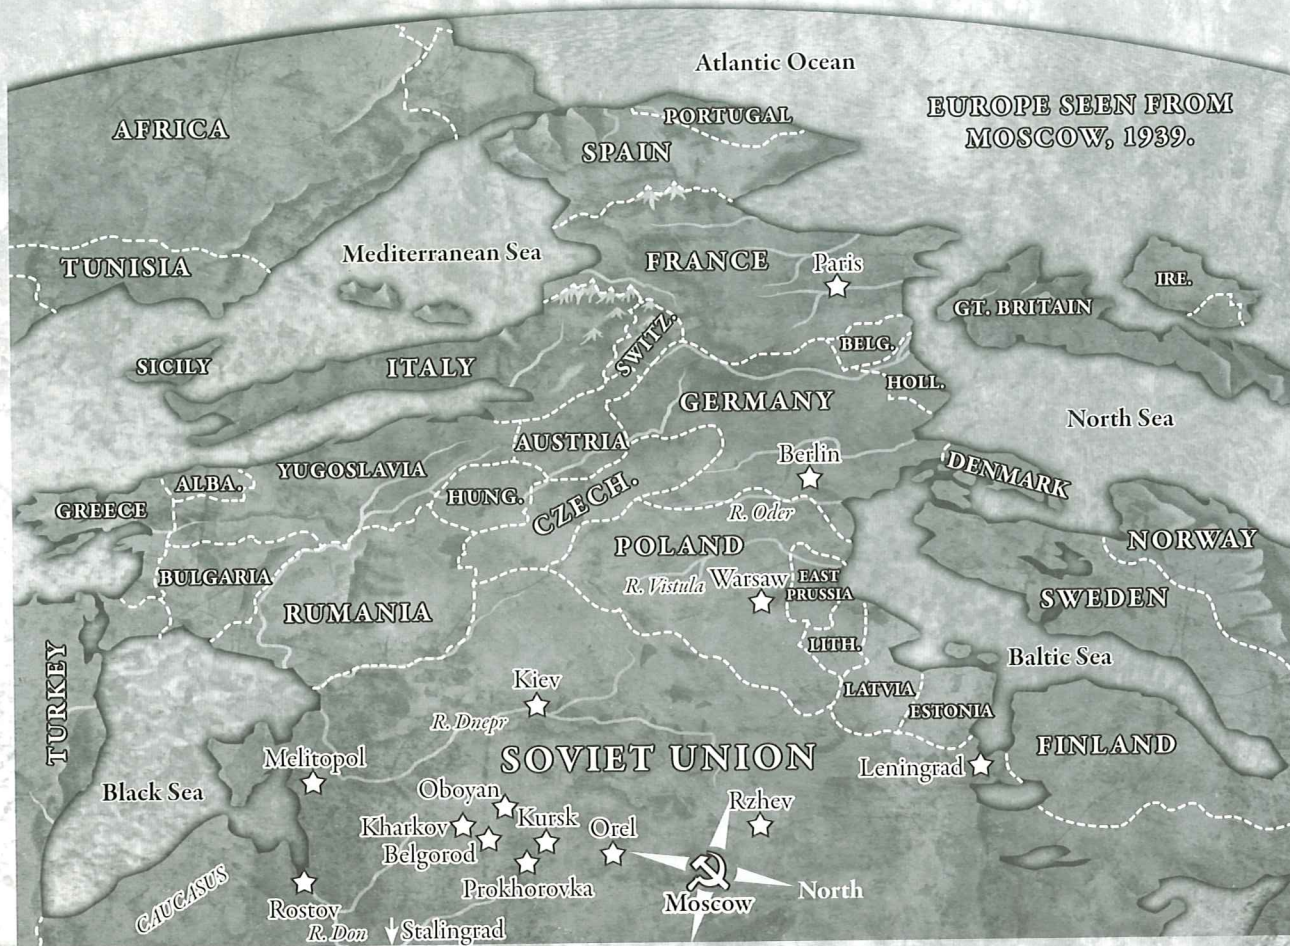 Atlantic Ocean
EUROPE SEEN FROM
MOSCOW, 1939.
AFRICA
PORTUGAL
SPAIN
TUNISIA
Mediterranean Sea
FRANCE
Paris
IRE.
GT. BRITAIN
SICILY
ITALY
SWITZ.
BELG.
HOLL.
GERMANY
North Sea
AUSTRIA
Berlin
DENMARK
ALBA.
YUGOSLAVIA
HUNG.
CZECH.
GREECE
R. Oder
NORWAY
POLAND
BULGARIA
R. Vistula
Warsaw
EAST
PRUSSIA
SWEDEN
RUMANIA
LITH.
Baltic Sea
TURKEY
Kiev
LATVIA
ESTONIA
R. Dnepr
SOVIET UNION
FINLAND
Melitopol
Leningrad
Black Sea
Oboyan
Rzhev
Kharkov
Kursk
Orel
Belgorod
Prokhorovka
North
Moscow
CAUCASUS
Rostov
R. Don
Stalingrad